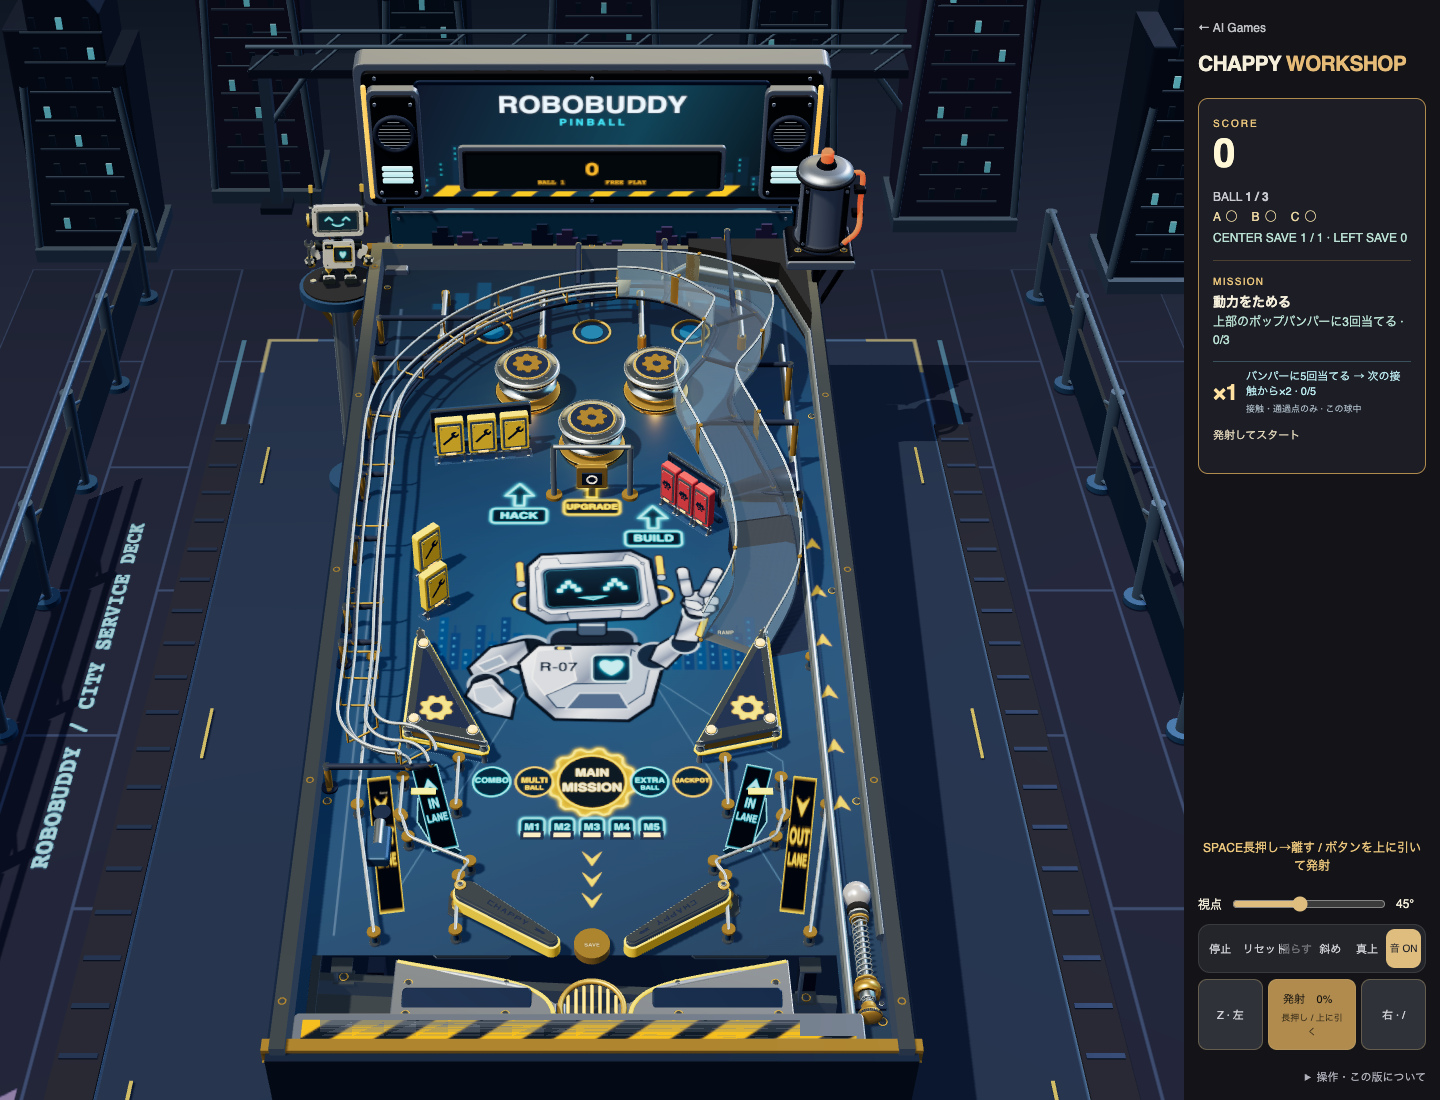 ← AI Games
CHAPPY WORKSHOP
SCORE
0
BALL 1 / 3
A B C
CENTER SAVE 1 / 1 · LEFT SAVE 0
MISSION
動力をためる
上部のポップバンパーに3回当てる ·
0/3
×1
バンパーに5回当てる → 次の接
触から×2 · 0/5
接触・通過点のみ・この球中
発射してスタート
SPACE長押し→離す / ボタンを上に引い
て発射
視点 45°
停止 リセット 揺らす 斜め 真上 音 ON
Z · 左
発射 0%
長押し / 上に引
く
右 · /
▶ 操作・この版について
ROBOBUDDY
PINBALL
0
BALL 1 FREE PLAY
HACK
UPGRADE
BUILD
RAMP
R-07
ROBOBUDDY / CITY SERVICE DECK
COMBO
MULTI
BALL
MAIN
MISSION
EXTRA
BALL
JACKPOT
IN
LANE
IN
LANE
OUT
LANE
M1 M2 M3 M4 M5
SAVE